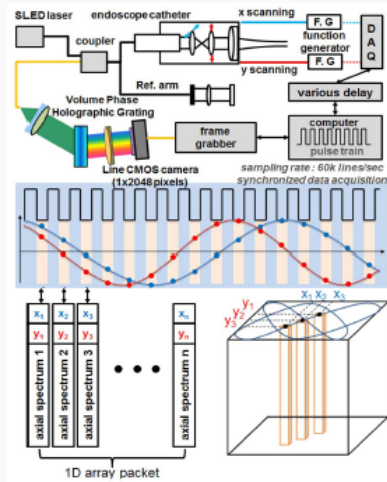 SLED laser
endoscope catheter
x scanning
F. G
D
A
Q
coupler
function
generator
y scanning
F. G
Ref. arm
various delay
Volume Phase
Holographic Grating
frame
grabber
computer
pulse train
Line CMOS camera
(1x2048 pixels)
sampling rate : 60k lines/sec
synchronized data acquisition
x1 x2 x3 xn
y1 y2 y3 yn
axial spectrum 1
axial spectrum 2
axial spectrum 3
axial spectrum n
1D array packet
x1 x2 x3
y1
y2
y3